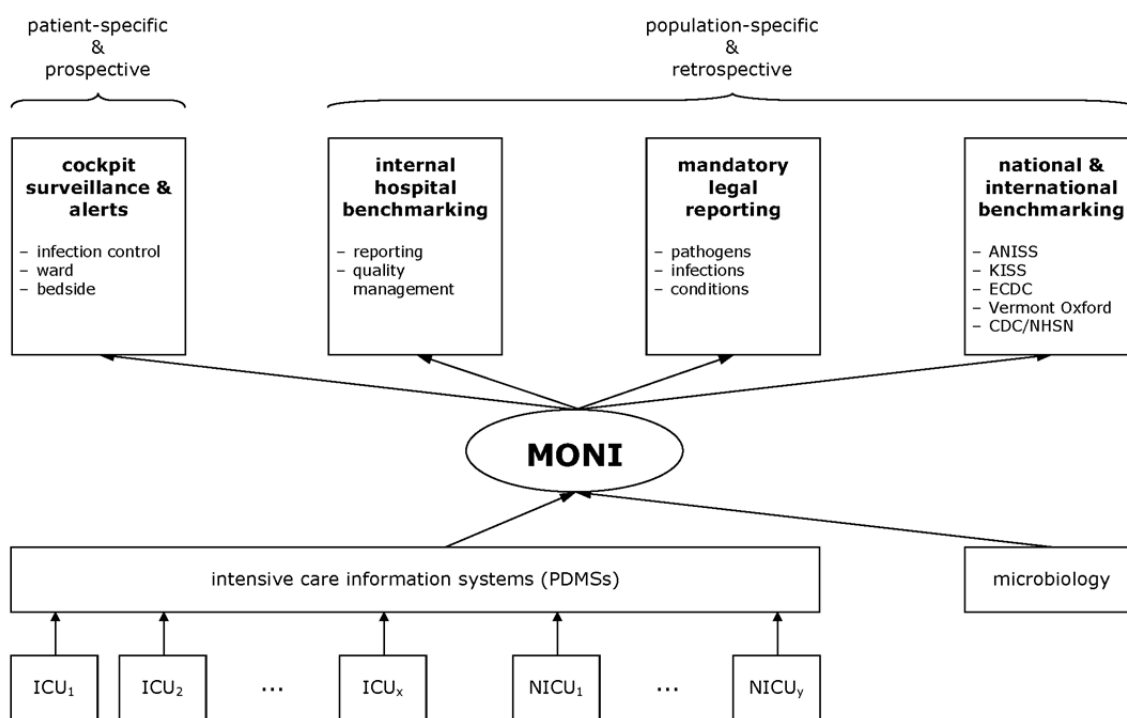 patient-specific
&
prospective
population-specific
&
retrospective
cockpit
surveillance &
alerts
– infection control
– ward
– bedside
internal
hospital
benchmarking
– reporting
– quality
management
mandatory
legal
reporting
– pathogens
– infections
– conditions
national &
international
benchmarking
– ANISS
– KISS
– ECDC
– Vermont Oxford
– CDC/NHSN
MONI
intensive care information systems (PDMSs)
microbiology
ICU₁
ICU₂
...
ICUₓ
NICU₁
...
NICUᵧ